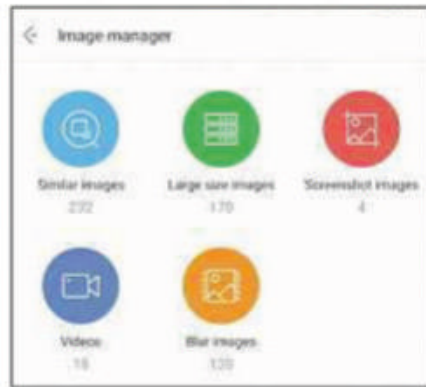 Image manager
Similar images
232
Large size images
170
Screenshot images
4
Videos
18
Blur images
120